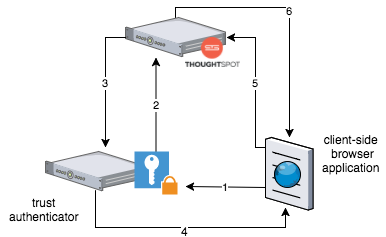 6
THOUGHTSPOT
3
2
5
client-side
browser
application
1
trust
authenticator
4